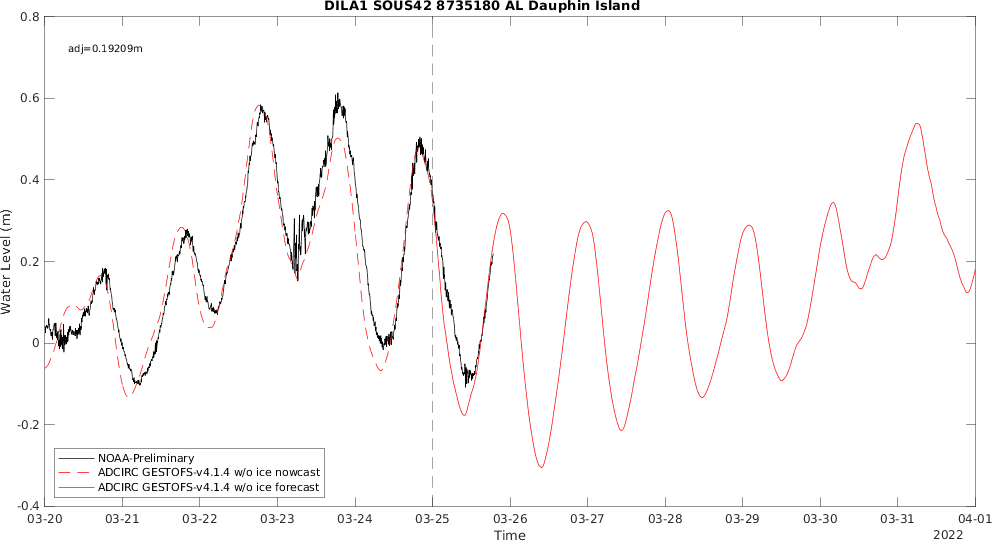 DILA1 SOUS42 8735180 AL Dauphin Island
adj=0.19209m
Water Level (m)
0.8
0.6
0.4
0.2
0
-0.2
-0.4
NOAA-Preliminary
ADCIRC GESTOFS-v4.1.4 w/o ice nowcast
ADCIRC GESTOFS-v4.1.4 w/o ice forecast
03-20 03-21 03-22 03-23 03-24 03-25 03-26 03-27 03-28 03-29 03-30 03-31 04-01
Time
2022